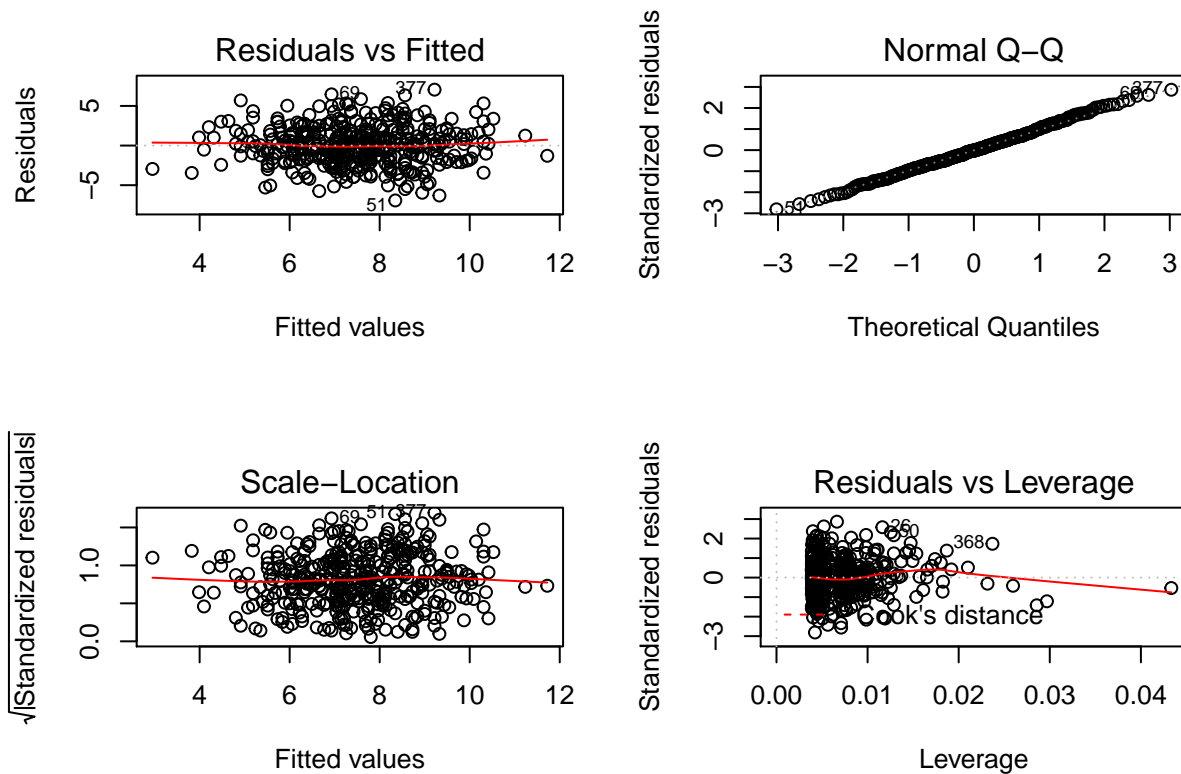 Residuals vs Fitted
Residuals
5
−5
69
377
51
4 6 8 10 12
Fitted values
Normal Q−Q
Standardized residuals
2
0
−3
377
51
−3 −2 −1 0 1 2 3
Theoretical Quantiles
Scale−Location
√|Standardized residuals|
1.0
0.0
69
51
377
4 6 8 10 12
Fitted values
Residuals vs Leverage
Standardized residuals
2
0
−3
26
368
Cook's distance
0.00 0.01 0.02 0.03 0.04
Leverage